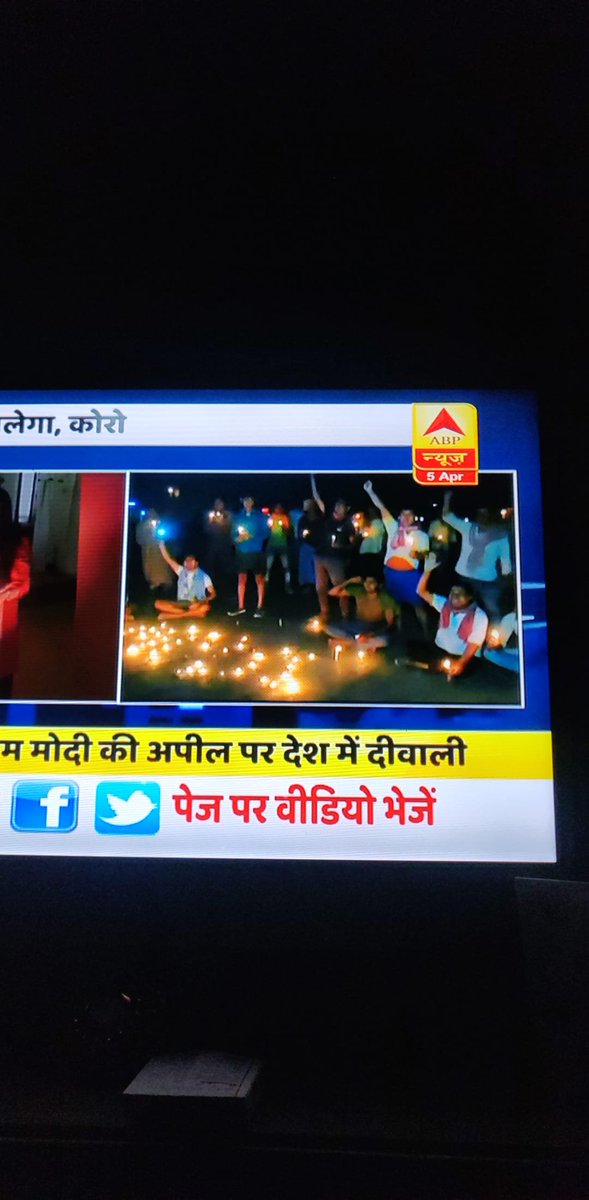 लेगा, कोरो
ABP
न्यूज़
5 Apr
म मोदी की अपील पर देश में दीवाली
f
पेज पर वीडियो भेजें